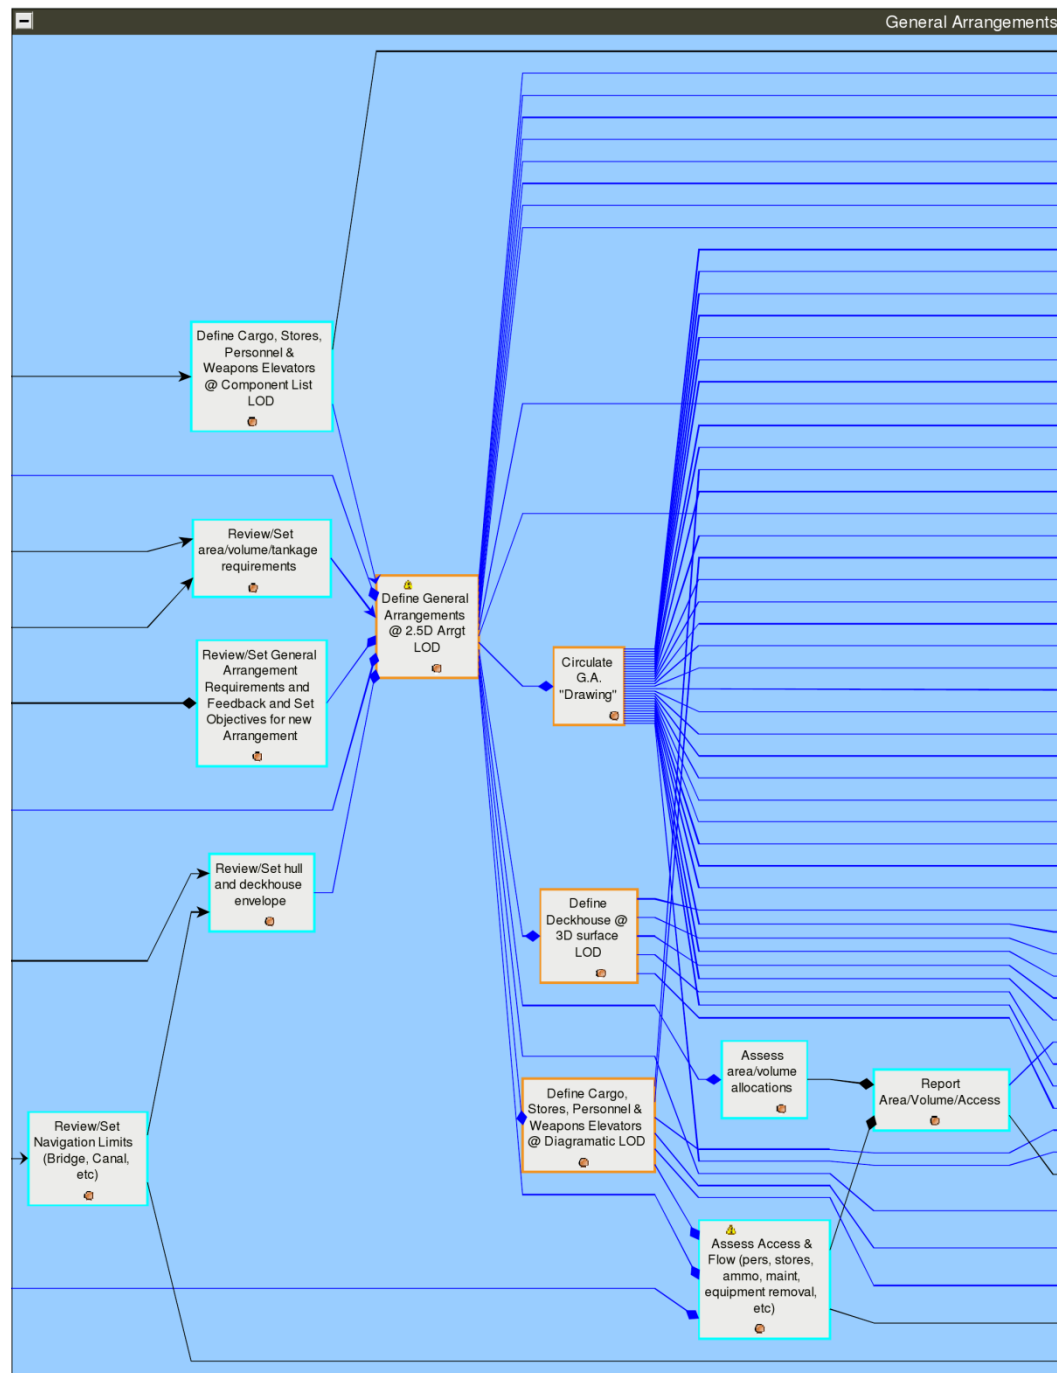 General Arrangements
Define Cargo, Stores,
Personnel &
Weapons Elevators
@ Component List
LOD
Review/Set
area/volume/tankage
requirements
Define General
Arrangements
@ 2.5D Arrgt
LOD
Review/Set General
Arrangement
Requirements and
Feedback and Set
Objectives for new
Arrangement
Circulate
G.A.
"Drawing"
Review/Set hull
and deckhouse
envelope
Define
Deckhouse @
3D surface
LOD
Assess
area/volume
allocations
Report
Area/Volume/Access
Define Cargo,
Stores, Personnel &
Weapons Elevators
@ Diagramatic LOD
Review/Set
Navigation Limits
(Bridge, Canal,
etc)
Assess Access &
Flow (pers, stores,
ammo, maint,
equipment removal,
etc)